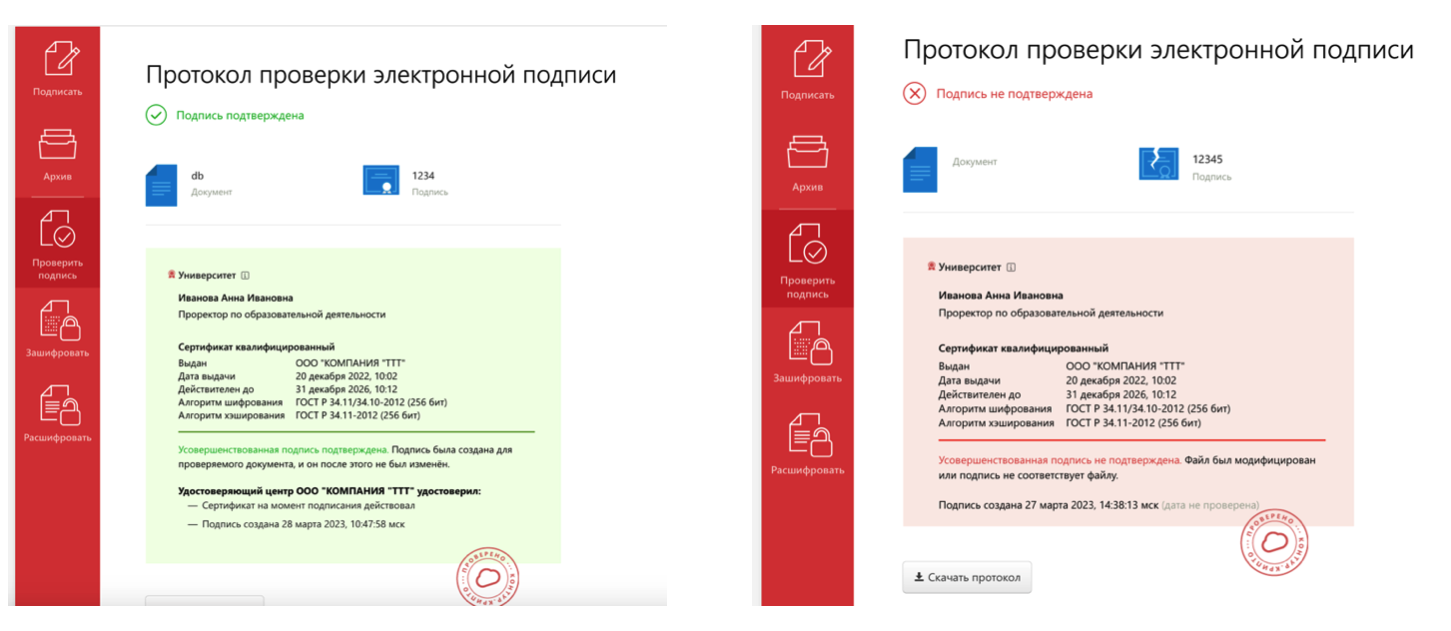 Подписать
Архив
Проверить
подпись
Зашифровать
Расшифровать
Протокол проверки электронной подписи
Подпись подтверждена
db
Документ
1234
Подпись
Университет
Иванова Анна Ивановна
Проректор по образовательной деятельности
Сертификат квалифицированный
Выдан ООО "КОМПАНИЯ "ТТТ"
Дата выдачи 20 декабря 2022, 10:02
Действителен до 31 декабря 2026, 10:12
Алгоритм шифрования ГОСТ Р 34.11/34.10-2012 (256 бит)
Алгоритм хэширования ГОСТ Р 34.11-2012 (256 бит)
Усовершенствованная подпись подтверждена. Подпись была создана для
проверяемого документа, и он после этого не был изменён.
Удостоверяющий центр ООО "КОМПАНИЯ "ТТТ" удостоверил:
— Сертификат на момент подписания действовал
— Подпись создана 28 марта 2023, 10:47:58 мск
ПРОВЕРЕНО КОНТУР.КРИПТО
Подписать
Архив
Проверить
подпись
Зашифровать
Расшифровать
Протокол проверки электронной подписи
Подпись не подтверждена
Документ
12345
Подпись
Университет
Иванова Анна Ивановна
Проректор по образовательной деятельности
Сертификат квалифицированный
Выдан ООО "КОМПАНИЯ "ТТТ"
Дата выдачи 20 декабря 2022, 10:02
Действителен до 31 декабря 2026, 10:12
Алгоритм шифрования ГОСТ Р 34.11/34.10-2012 (256 бит)
Алгоритм хэширования ГОСТ Р 34.11-2012 (256 бит)
Усовершенствованная подпись не подтверждена. Файл был модифицирован
или подпись не соответствует файлу.
Подпись создана 27 марта 2023, 14:38:13 мск (дата не проверена)
ПРОВЕРЕНО КОНТУР.КРИПТО
Скачать протокол